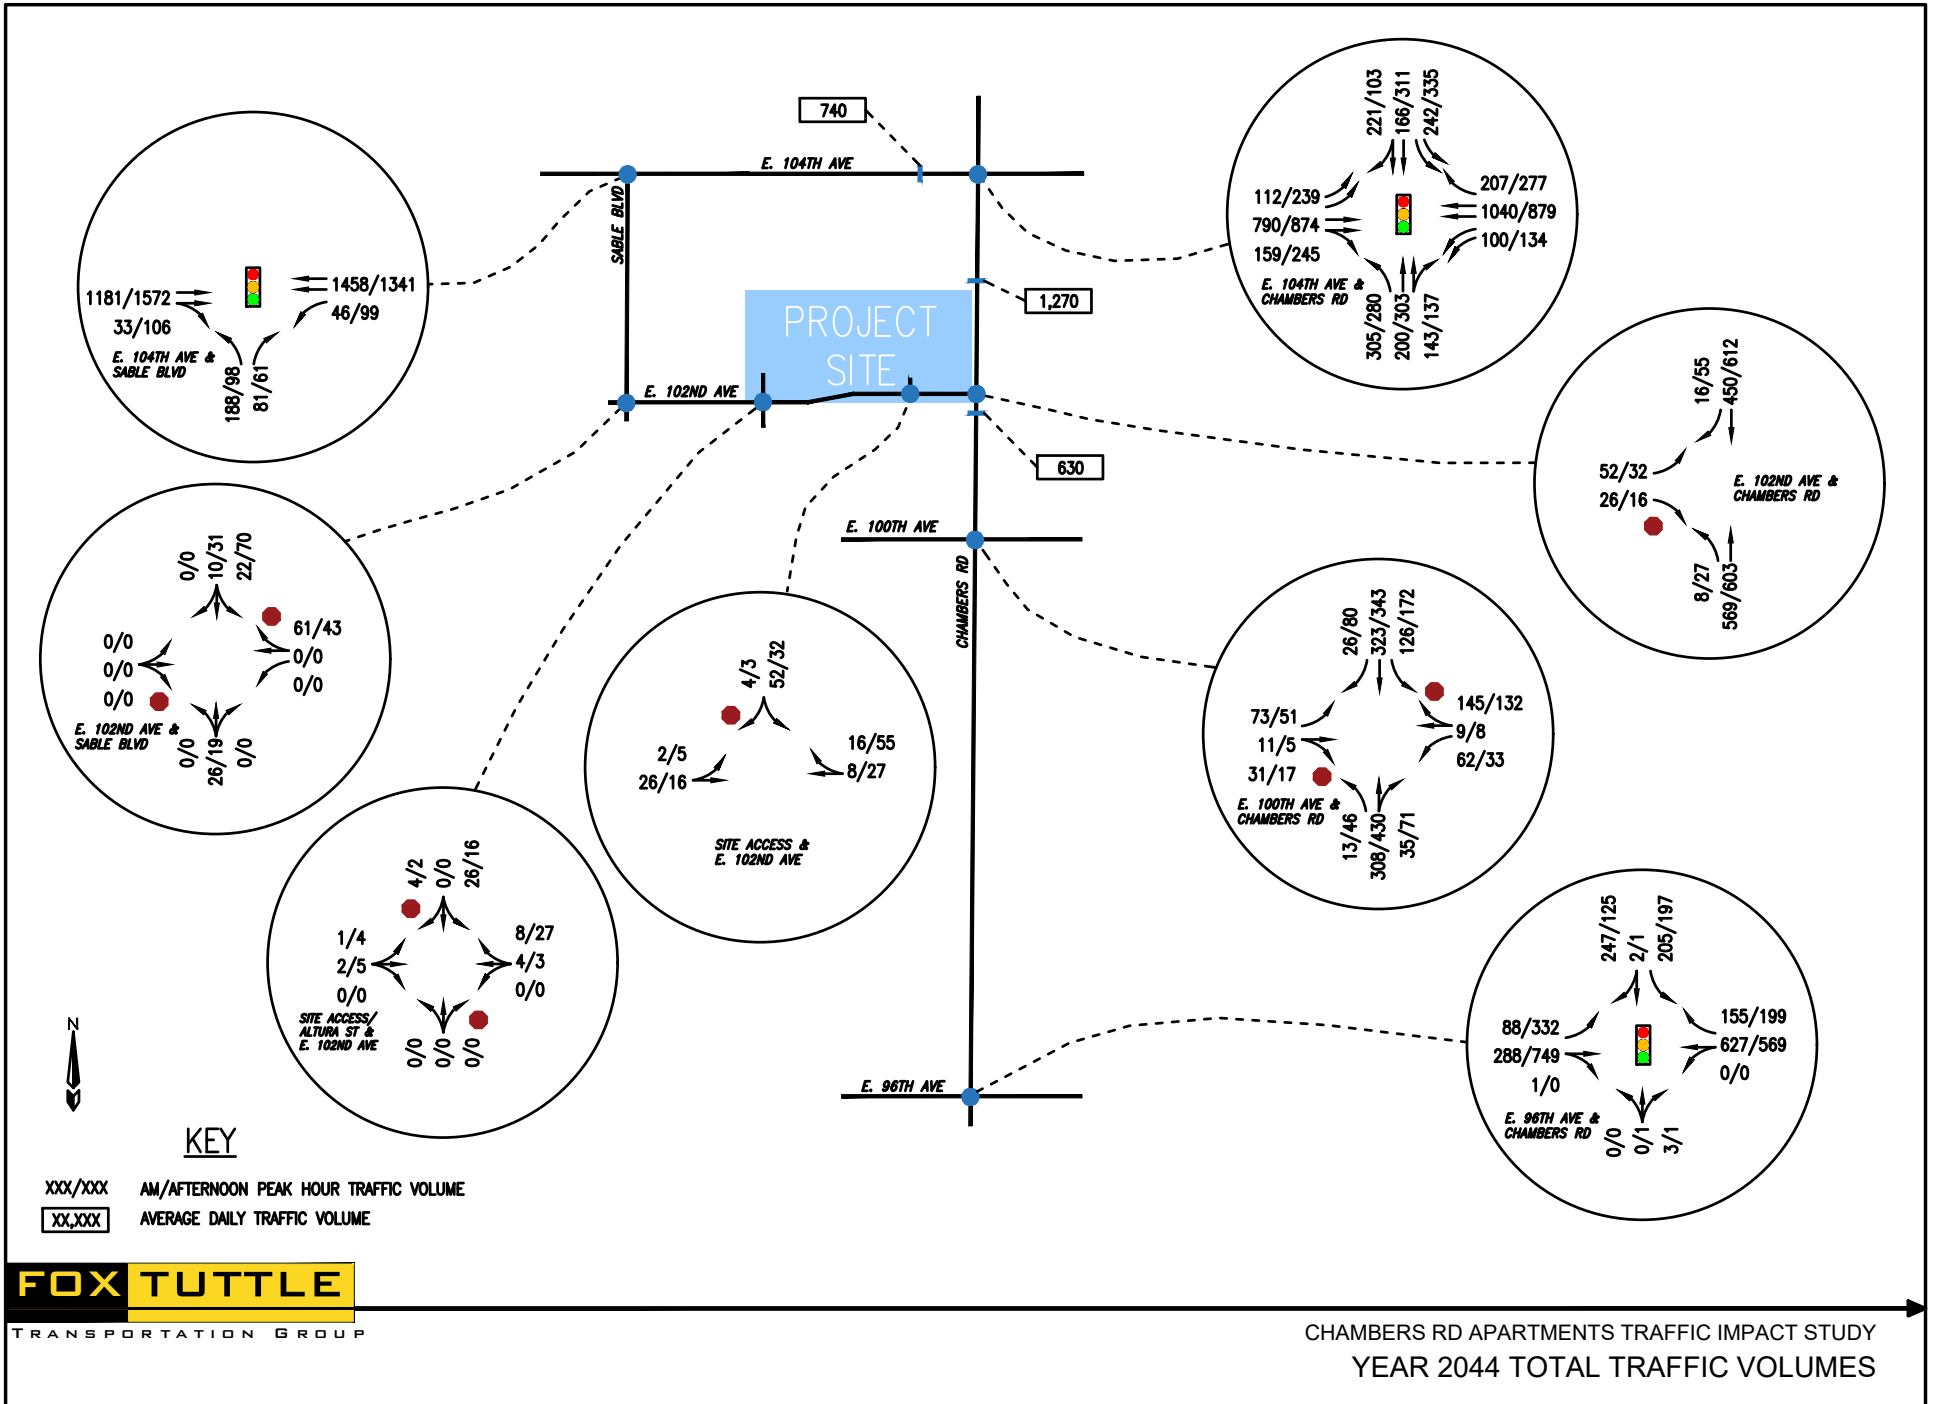 740
E. 104TH AVE
SABLE BLVD
1,270
PROJECT
SITE
E. 102ND AVE
630
E. 100TH AVE
CHAMBERS RD
E. 96TH AVE
1181/1572
33/106
1458/1341
46/99
188/98
81/61
E. 104TH AVE &
SABLE BLVD
221/103
166/311
242/335
112/239
790/874
159/245
207/277
1040/879
100/134
305/280
200/303
143/137
E. 104TH AVE &
CHAMBERS RD
16/55
450/612
52/32
26/16
8/27
569/603
E. 102ND AVE &
CHAMBERS RD
0/0
10/31
22/70
0/0
0/0
0/0
61/43
0/0
0/0
0/0
26/19
0/0
E. 102ND AVE &
SABLE BLVD
4/3
52/32
2/5
26/16
16/55
8/27
SITE ACCESS &
E. 102ND AVE
26/80
323/343
126/172
73/51
11/5
31/17
145/132
9/8
62/33
13/46
308/430
35/71
E. 100TH AVE &
CHAMBERS RD
4/2
0/0
26/16
1/4
2/5
0/0
8/27
4/3
0/0
0/0
0/0
0/0
SITE ACCESS/
ALTURA ST &
E. 102ND AVE
247/125
2/1
205/197
88/332
288/749
1/0
155/199
627/569
0/0
0/0
0/1
3/1
E. 96TH AVE &
CHAMBERS RD
N
KEY
XXX/XXX AM/AFTERNOON PEAK HOUR TRAFFIC VOLUME
XX,XXX AVERAGE DAILY TRAFFIC VOLUME
FOX TUTTLE
TRANSPORTATION GROUP
CHAMBERS RD APARTMENTS TRAFFIC IMPACT STUDY
YEAR 2044 TOTAL TRAFFIC VOLUMES